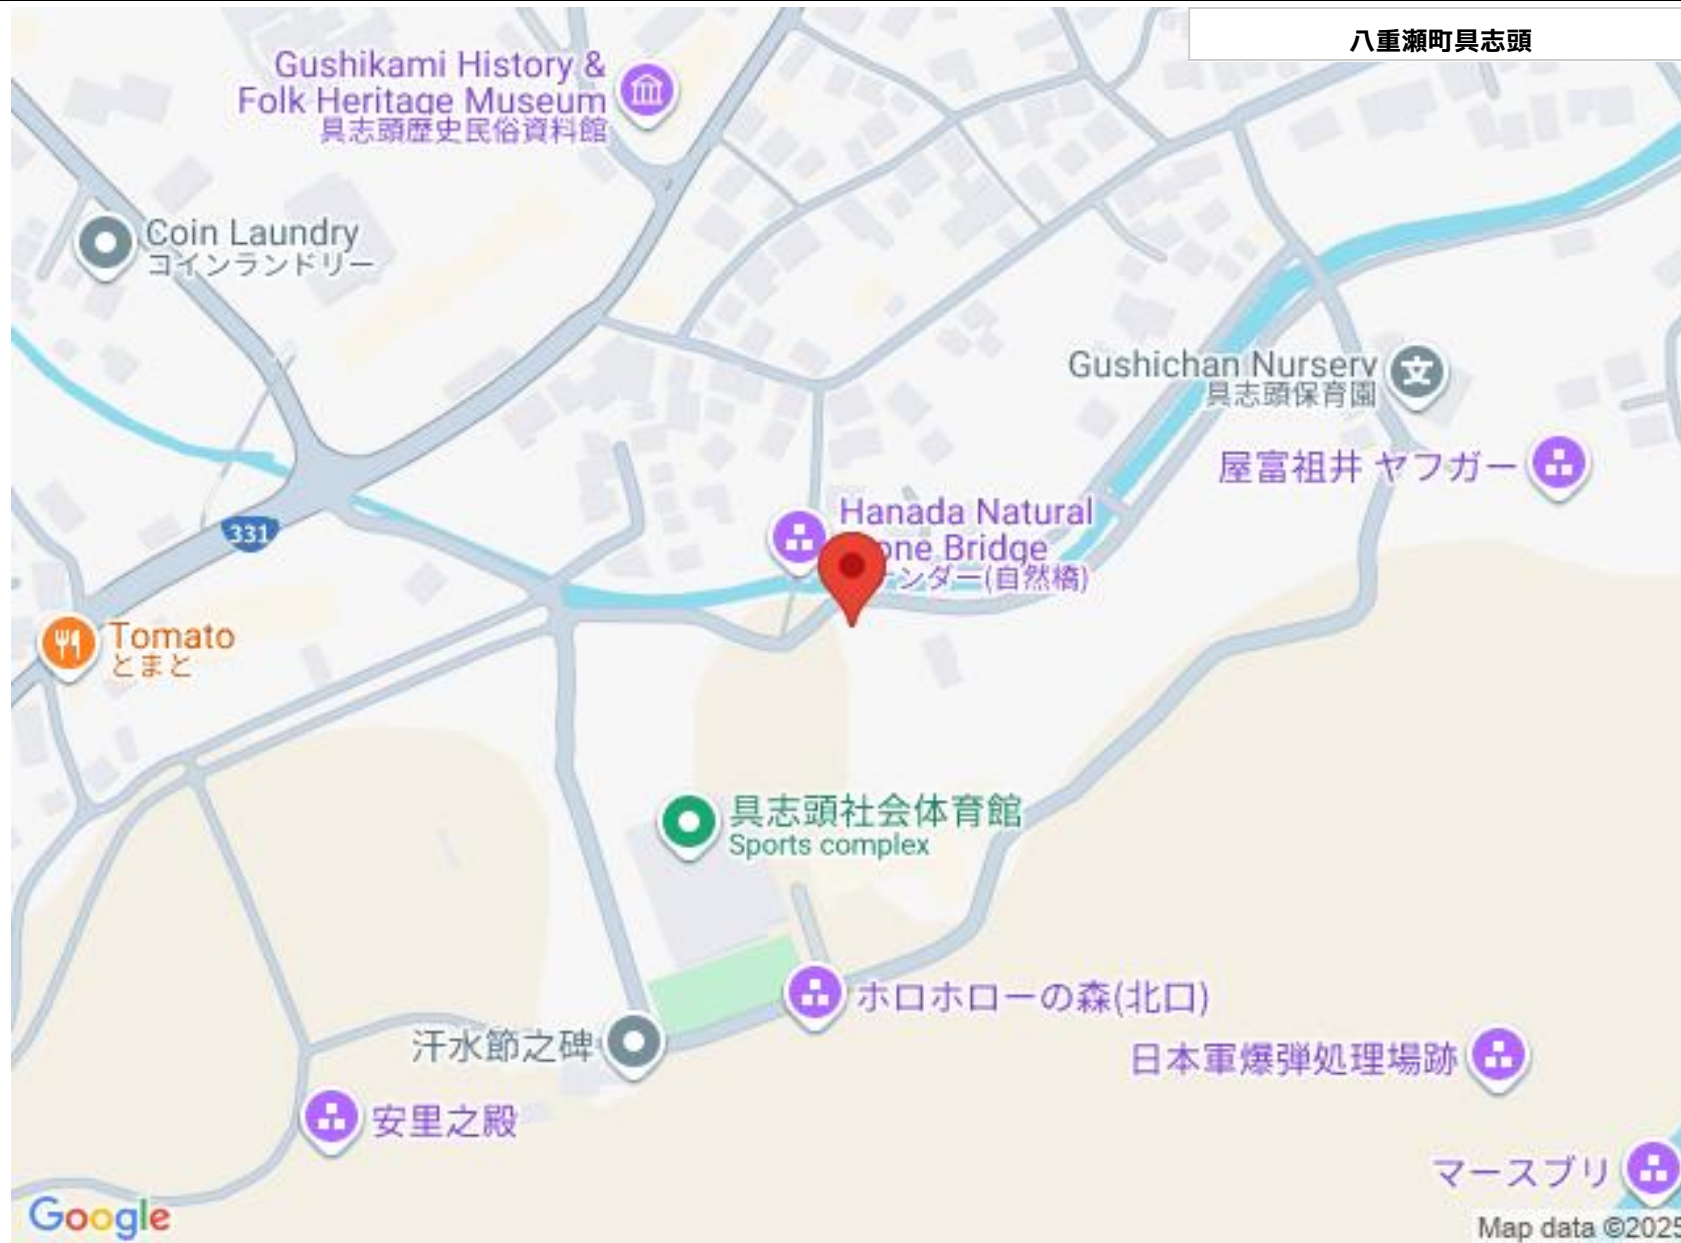 八重瀬町具志頭
Gushikami History &
Folk Heritage Museum
具志頭歴史民俗資料館
Coin Laundry
コインランドリー
Gushichan Nursery
具志頭保育園
屋富祖井 ヤフガー
331
Hanada Natural
one Bridge
ンダー(自然橋)
Tomato
とまと
具志頭社会体育館
Sports complex
ホロホローの森(北口)
汗水節之碑
日本軍爆弾処理場跡
安里之殿
マースブリ
Google
Map data ©2025